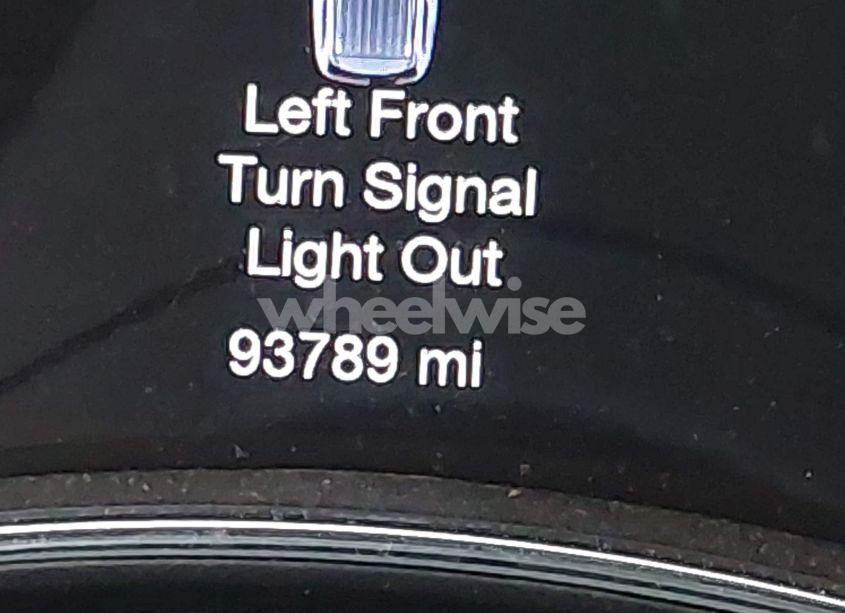 Left Front
Turn Signal
Light Out
wheelwise
93789 mi